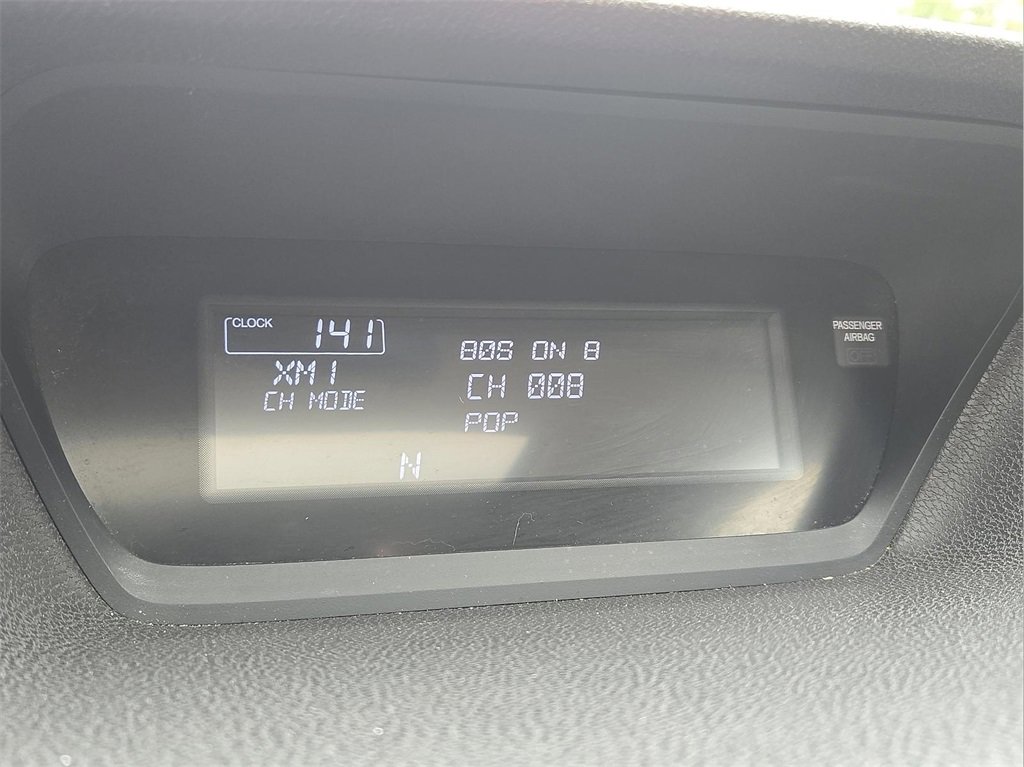 CLOCK 141
XM1
CH MODE
80S ON 8
CH 008
POP
N
PASSENGER
AIRBAG